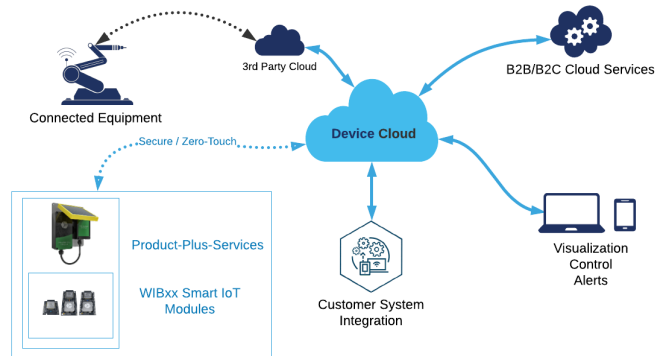 3rd Party Cloud
B2B/B2C Cloud Services
Connected Equipment
Device Cloud
Secure / Zero-Touch
Product-Plus-Services
WIBxx Smart IoT
Modules
Customer System
Integration
Visualization
Control
Alerts